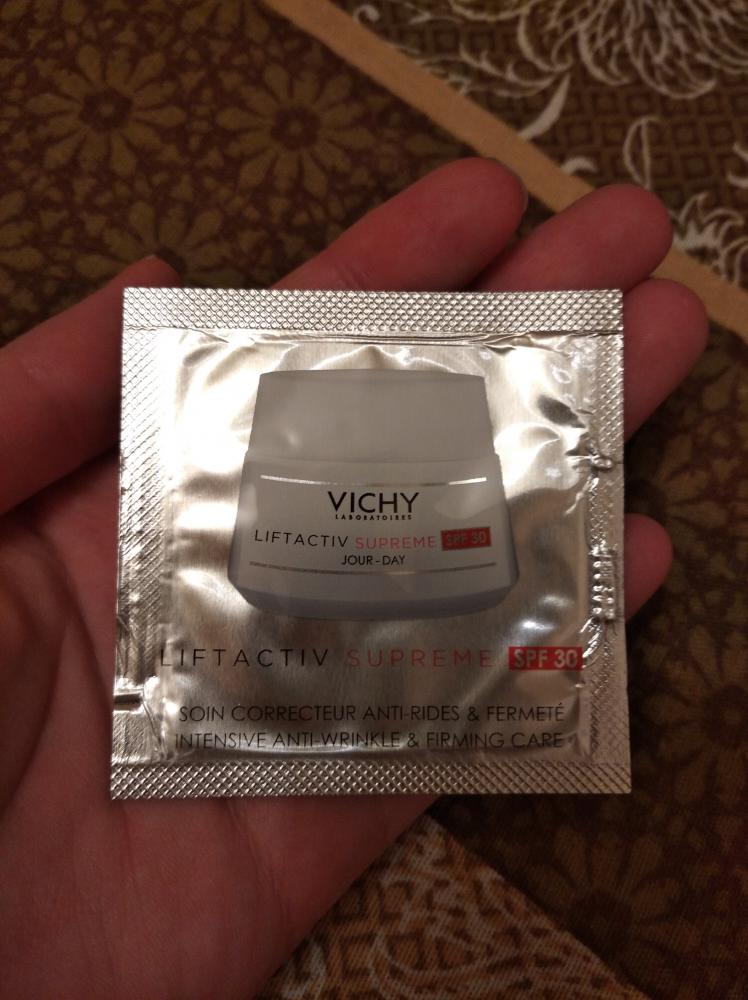 VICHY
LABORATOIRES
LIFTACTIV SUPREME SPF 30
JOUR-DAY
LIFTACTIV SUPREME SPF 30
SOIN CORRECTEUR ANTI-RIDES & FERMETÉ
INTENSIVE ANTI-WRINKLE & FIRMING CARE